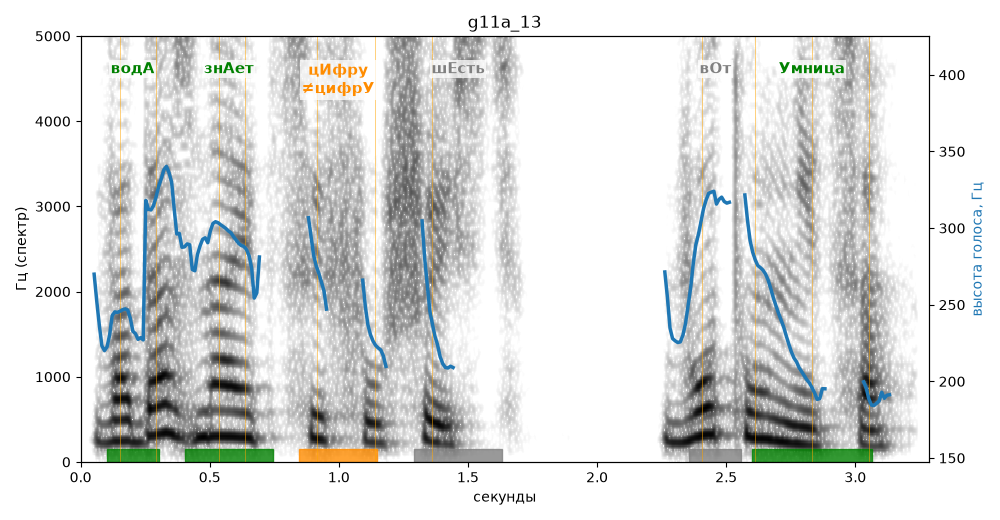 g11a_13
водА знАет цИфру шЕсть вОт Умница
≠цифрУ
5000
4000
3000
2000
1000
0
400
350
300
250
200
150
0.0 0.5 1.0 1.5 2.0 2.5 3.0
секунды
Гц (спектр)
высота голоса, Гц